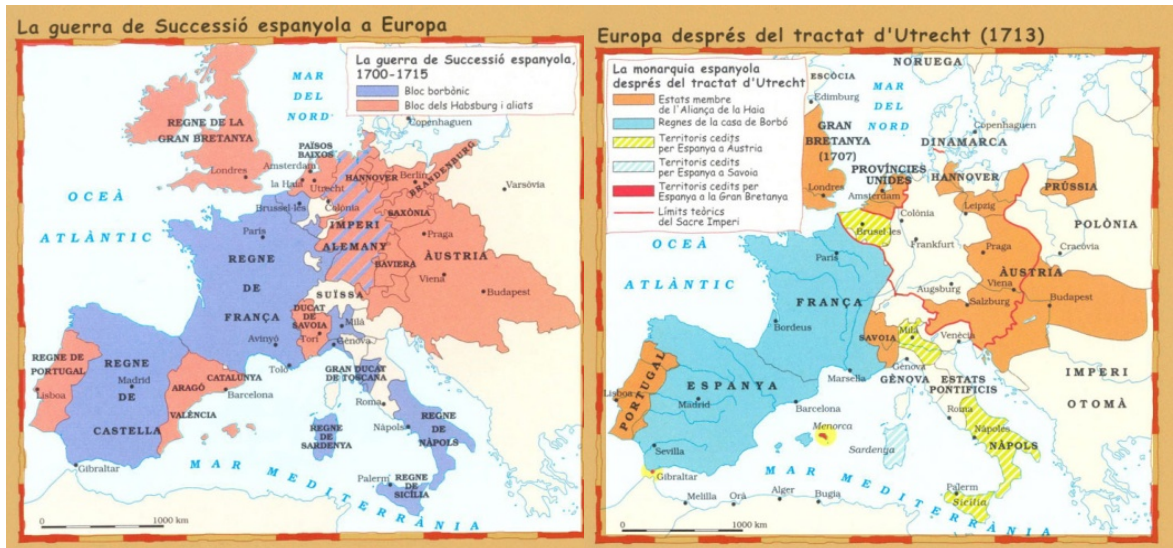 La guerra de Successió espanyola a Europa
La guerra de Successió espanyola,
1700-1715
Bloc borbònic
Bloc dels Habsburg i aliats
MAR
DEL
NORD
REGNE DE LA
GRAN BRETANYA
Londres
Copenhaguen
PAÏSOS
BAIXOS
Amsterdam
la Haia
Utrecht
HANNOVER
Berlín
BRANDENBURG
Varsòvia
Brussel·les
Colònia
SAXÒNIA
IMPERI
ALEMANY
Praga
OCEÀ
ATLÀNTIC
París
REGNE
DE
FRANÇA
BAVIERA
ÀUSTRIA
Viena
Budapest
SUÏSSA
DUCAT
DE
SAVOIA
Milà
Torí
Gènova
Avinyó
Toló
GRAN DUCAT
DE TOSCANA
REGNE DE
PORTUGAL
Lisboa
REGNE
Madrid
DE
CASTELLA
ARAGÓ
CATALUNYA
Barcelona
VALÈNCIA
Roma
Nàpols
REGNE
DE
NÀPOLS
REGNE
DE
SARDENYA
Palerm
REGNE
DE
SICÍLIA
Gibraltar
MAR MEDITERRÀNIA
0 1000 km
Europa després del tractat d'Utrecht (1713)
La monarquia espanyola
després del tractat d'Utrecht
Estats membre
de l'Aliança de la Haia
Regnes de la casa de Borbó
Territoris cedits
per Espanya a Austria
Territoris cedits
per Espanya a Savoia
Territoris cedits per
Espanya a la Gran Bretanya
Límits teòrics
del Sacre Imperi
NORUEGA
ESCÒCIA
Edimburg
MAR
DEL
NORD
GRAN
BRETANYA
(1707)
Londres
Copenhaguen
DINAMARCA
PROVÍNCIES
UNIDES
Amsterdam
HANNOVER
PRÚSSIA
Leipzig
Brusel·les
Colónia
Frankfurt
Praga
POLÒNIA
Cracòvia
OCEÀ
ATLÀNTIC
París
FRANÇA
Augsburg
ÀUSTRIA
Viena
Salzburg
Budapest
Bordeus
SAVOIA
Milà
Venècia
Gènova
GÈNOVA
Marsella
ESTATS
PONTIFICIS
IMPERI
OTOMÀ
PORTUGAL
Lisboa
ESPANYA
Madrid
Barcelona
Menorca
Roma
Nàpoles
NÀPOLS
Sardenya
Sevilla
Gibraltar
Palerm
Sicília
MAR MEDITERRÀNIA
Melilla
Orà
Alger
Bugia
0 1000 km